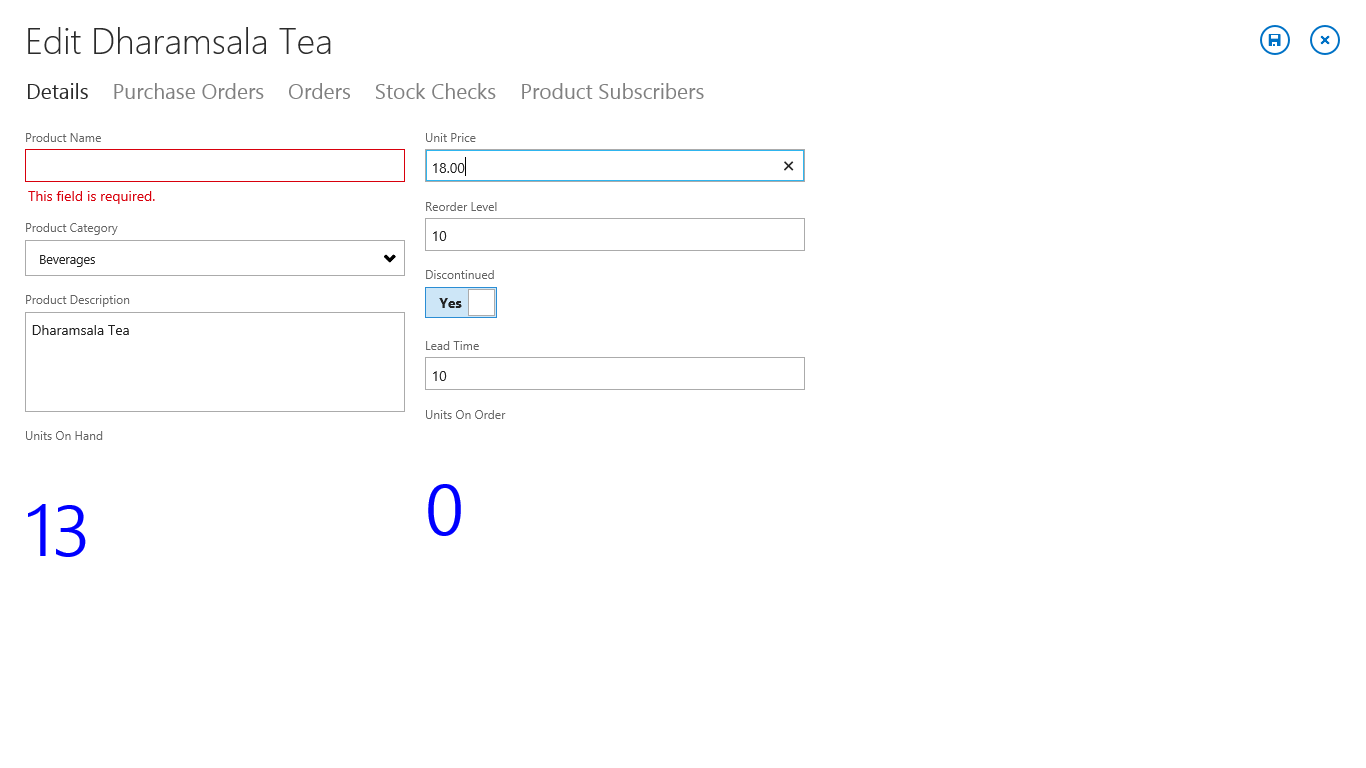 Edit Dharamsala Tea
Details Purchase Orders Orders Stock Checks Product Subscribers
Product Name
This field is required.
Product Category
Beverages
Product Description
Dharamsala Tea
Units On Hand
13
Unit Price
18.00
Reorder Level
10
Discontinued
Yes
Lead Time
10
Units On Order
0